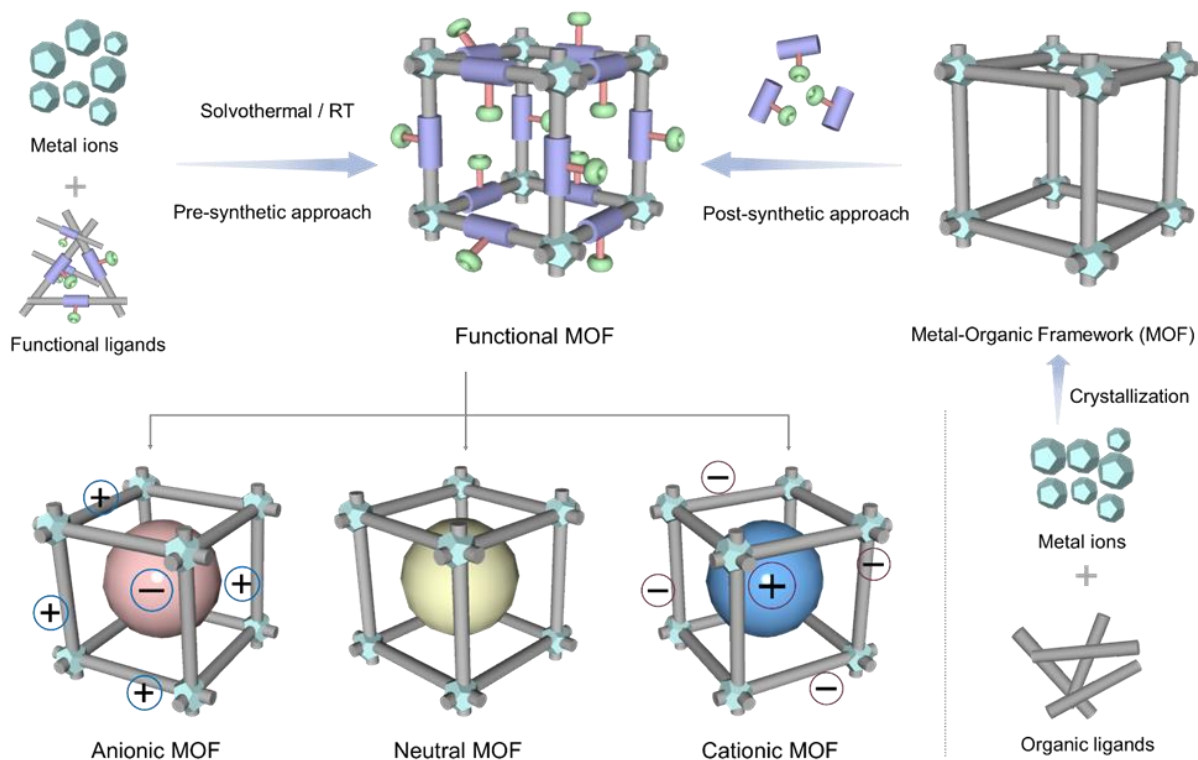 Metal ions
+
Functional ligands
Solvothermal / RT
Pre-synthetic approach
Functional MOF
Post-synthetic approach
Metal-Organic Framework (MOF)
Crystallization
Metal ions
+
Organic ligands
+
+
+
+
−
Anionic MOF
Neutral MOF
−
−
−
−
+
Cationic MOF